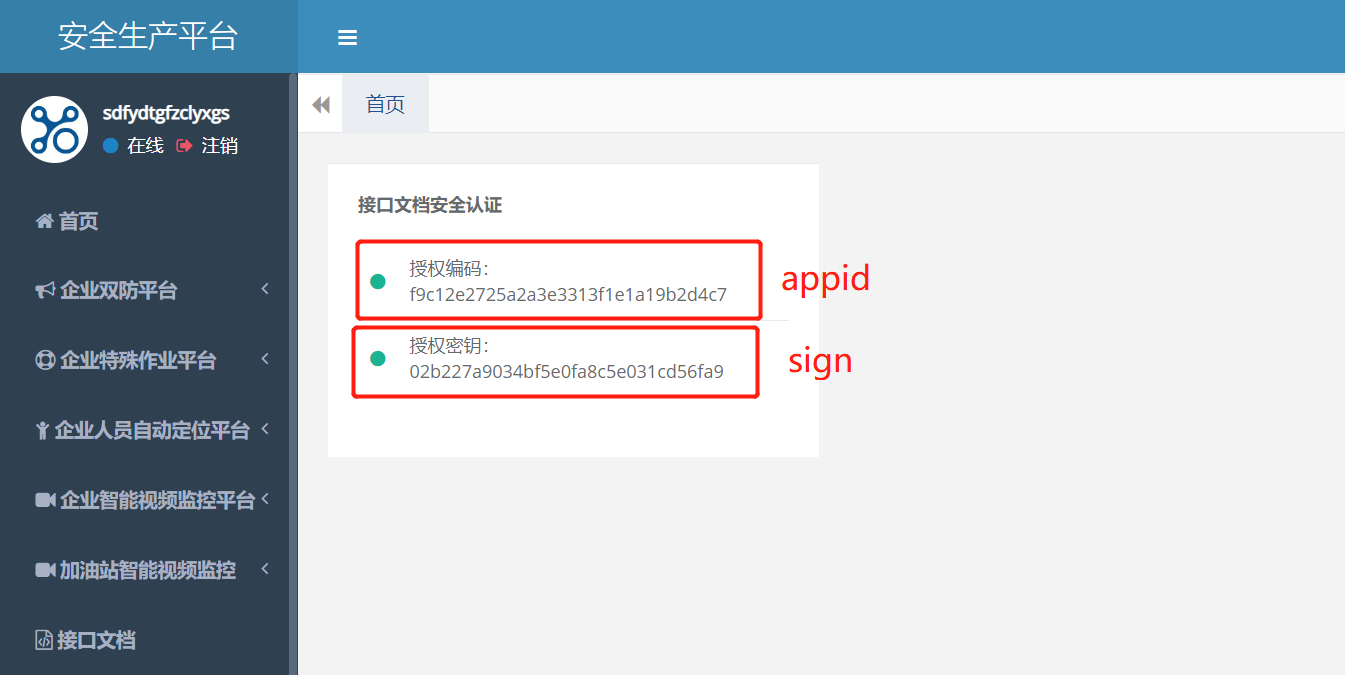 安全生产平台
sdfydtgfzclyxgs
在线 注销
首页
企业双防平台
企业特殊作业平台
企业人员自动定位平台
企业智能视频监控平台
加油站智能视频监控
接口文档
首页
接口文档安全认证
授权编码：
f9c12e2725a2a3e3313f1e1a19b2d4c7
appid
授权密钥：
02b227a9034bf5e0fa8c5e031cd56fa9
sign